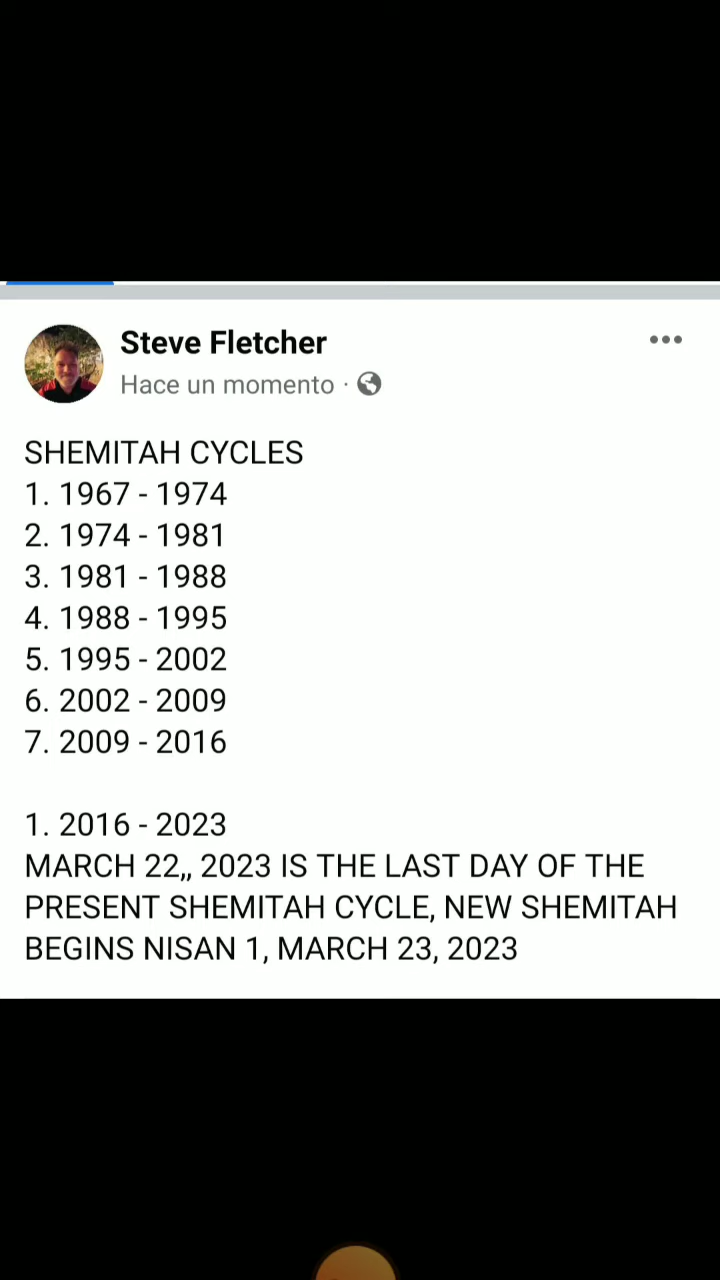 Steve Fletcher
Hace un momento ·
SHEMITAH CYCLES
1. 1967 - 1974
2. 1974 - 1981
3. 1981 - 1988
4. 1988 - 1995
5. 1995 - 2002
6. 2002 - 2009
7. 2009 - 2016
1. 2016 - 2023
MARCH 22,, 2023 IS THE LAST DAY OF THE
PRESENT SHEMITAH CYCLE, NEW SHEMITAH
BEGINS NISAN 1, MARCH 23, 2023